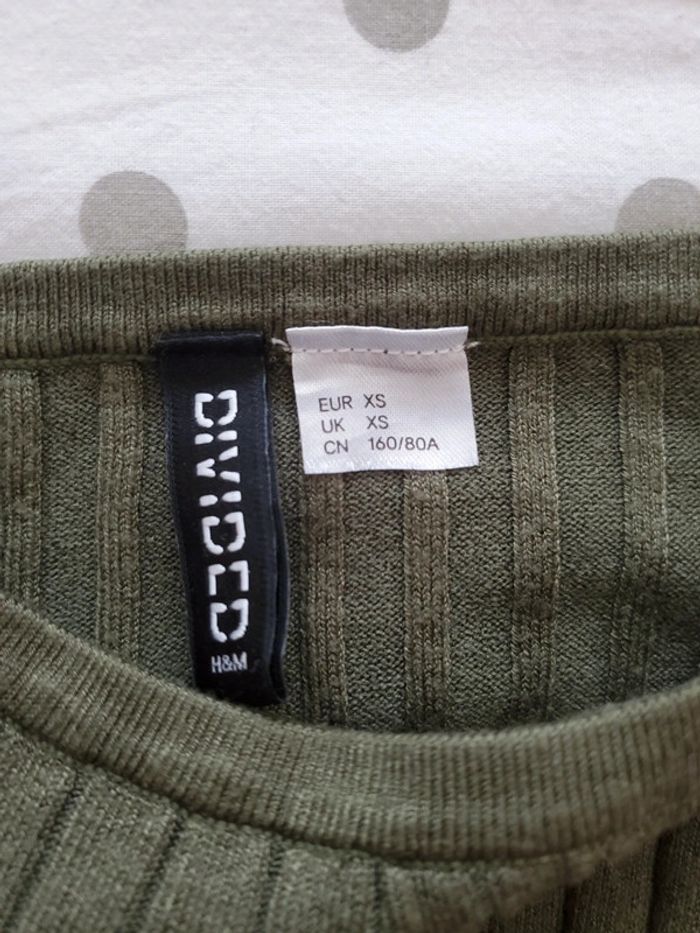 DIVIDED
H&M
EUR XS
UK XS
CN 160/80A